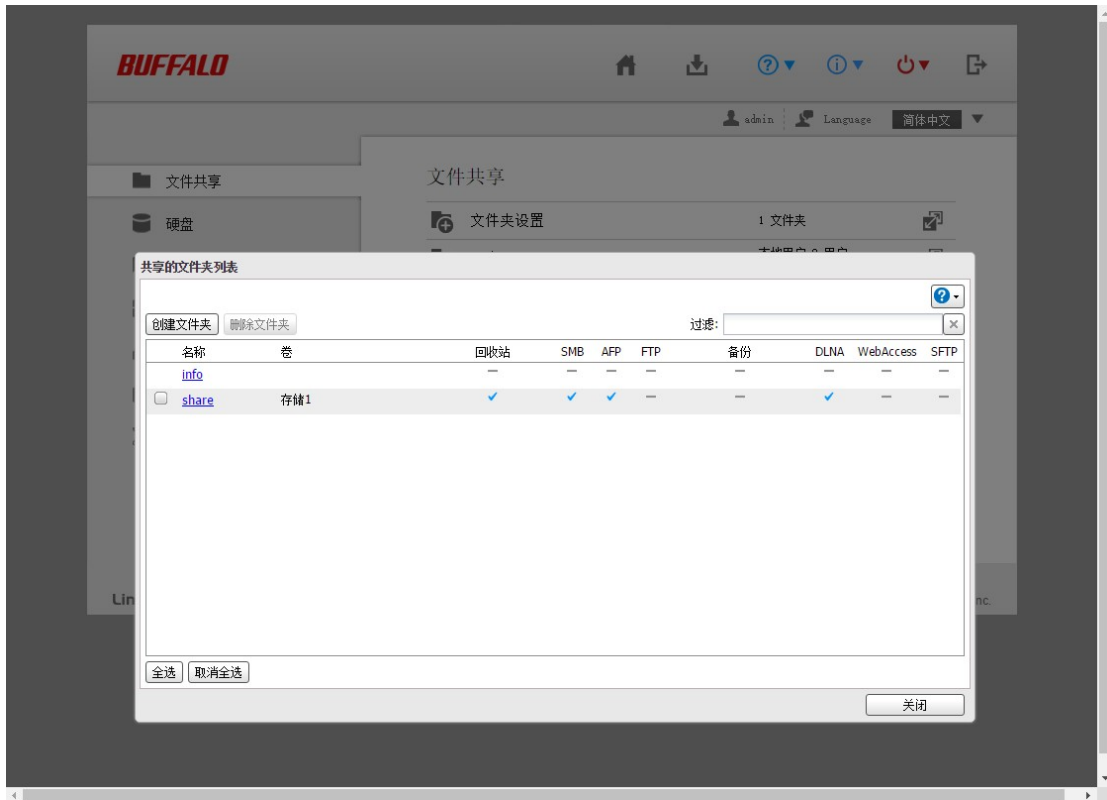 BUFFALO
admin Language 简体中文
文件共享
文件共享
文件夹设置 1 文件夹
硬盘
共享的文件夹列表
创建文件夹 删除文件夹 过滤:
名称 卷 回收站 SMB AFP FTP 备份 DLNA WebAccess SFTP
info
share 存储1
Lin
nc.
全选 取消全选
关闭